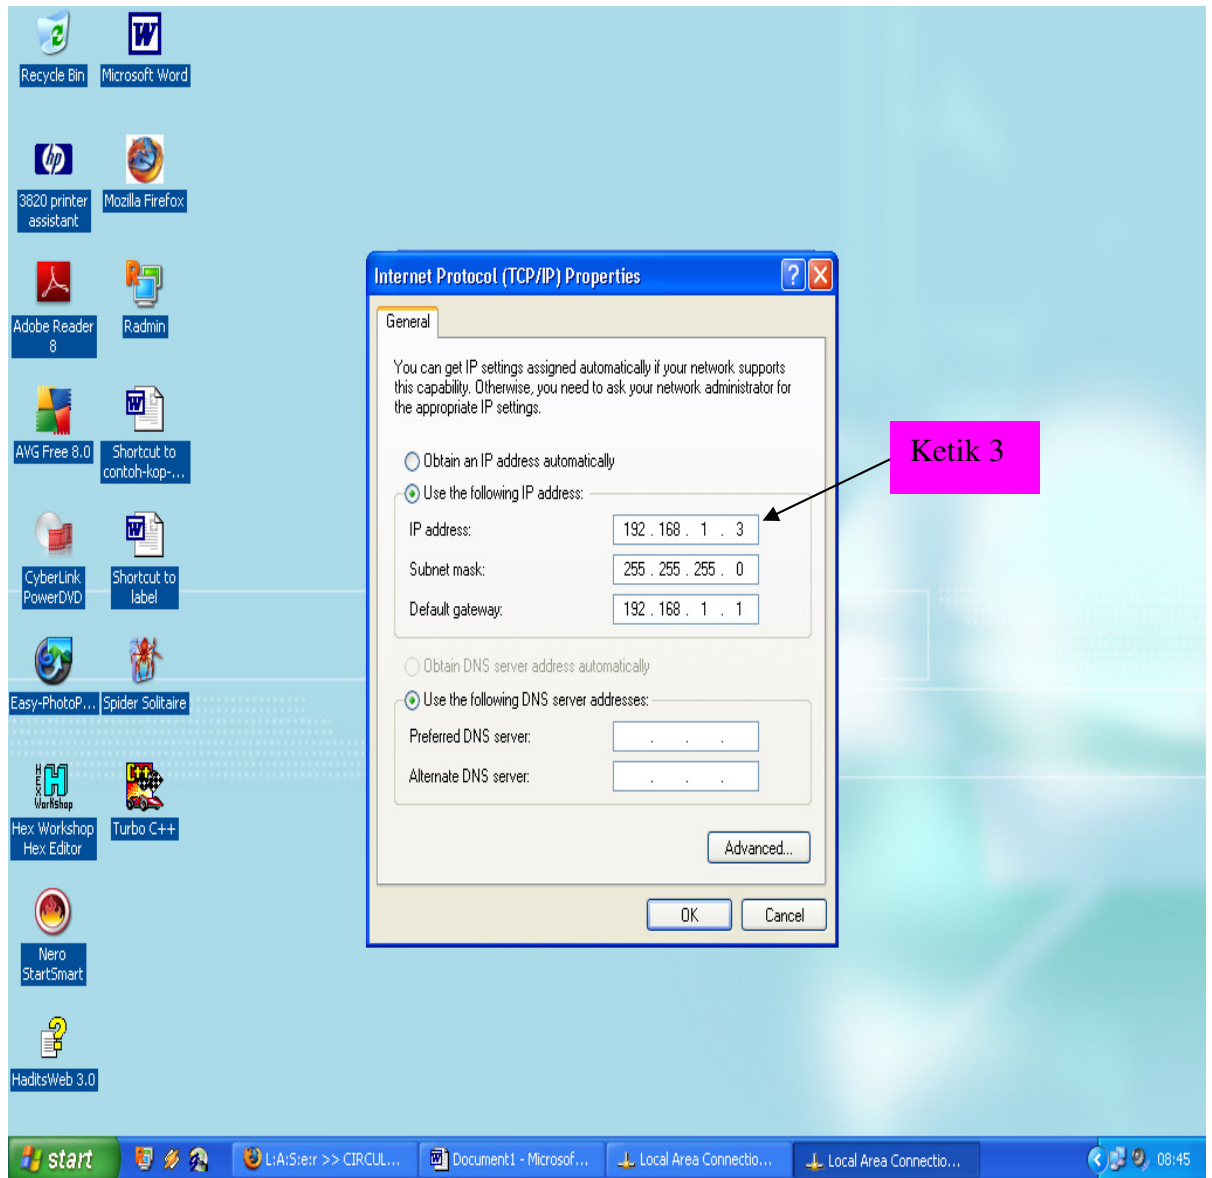 Recycle Bin
Microsoft Word
3820 printer
assistant
Mozilla Firefox
Adobe Reader
8
Radmin
AVG Free 8.0
Shortcut to
contoh-kop-...
CyberLink
PowerDVD
Shortcut to
label
Easy-PhotoP...
Spider Solitaire
HEX
WorkShop
Hex Workshop
Hex Editor
C++
Turbo C++
Nero
StartSmart
HaditsWeb 3.0
Internet Protocol (TCP/IP) Properties
General
You can get IP settings assigned automatically if your network supports
this capability. Otherwise, you need to ask your network administrator for
the appropriate IP settings.
Obtain an IP address automatically
Use the following IP address:
IP address: 192 . 168 . 1 . 3
Subnet mask: 255 . 255 . 255 . 0
Default gateway: 192 . 168 . 1 . 1
Obtain DNS server address automatically
Use the following DNS server addresses:
Preferred DNS server: . . .
Alternate DNS server: . . .
Advanced...
OK
Cancel
Ketik 3
start
L:A:S:e:r >> CIRCUL...
Document1 - Microsof...
Local Area Connectio...
Local Area Connectio...
08:45